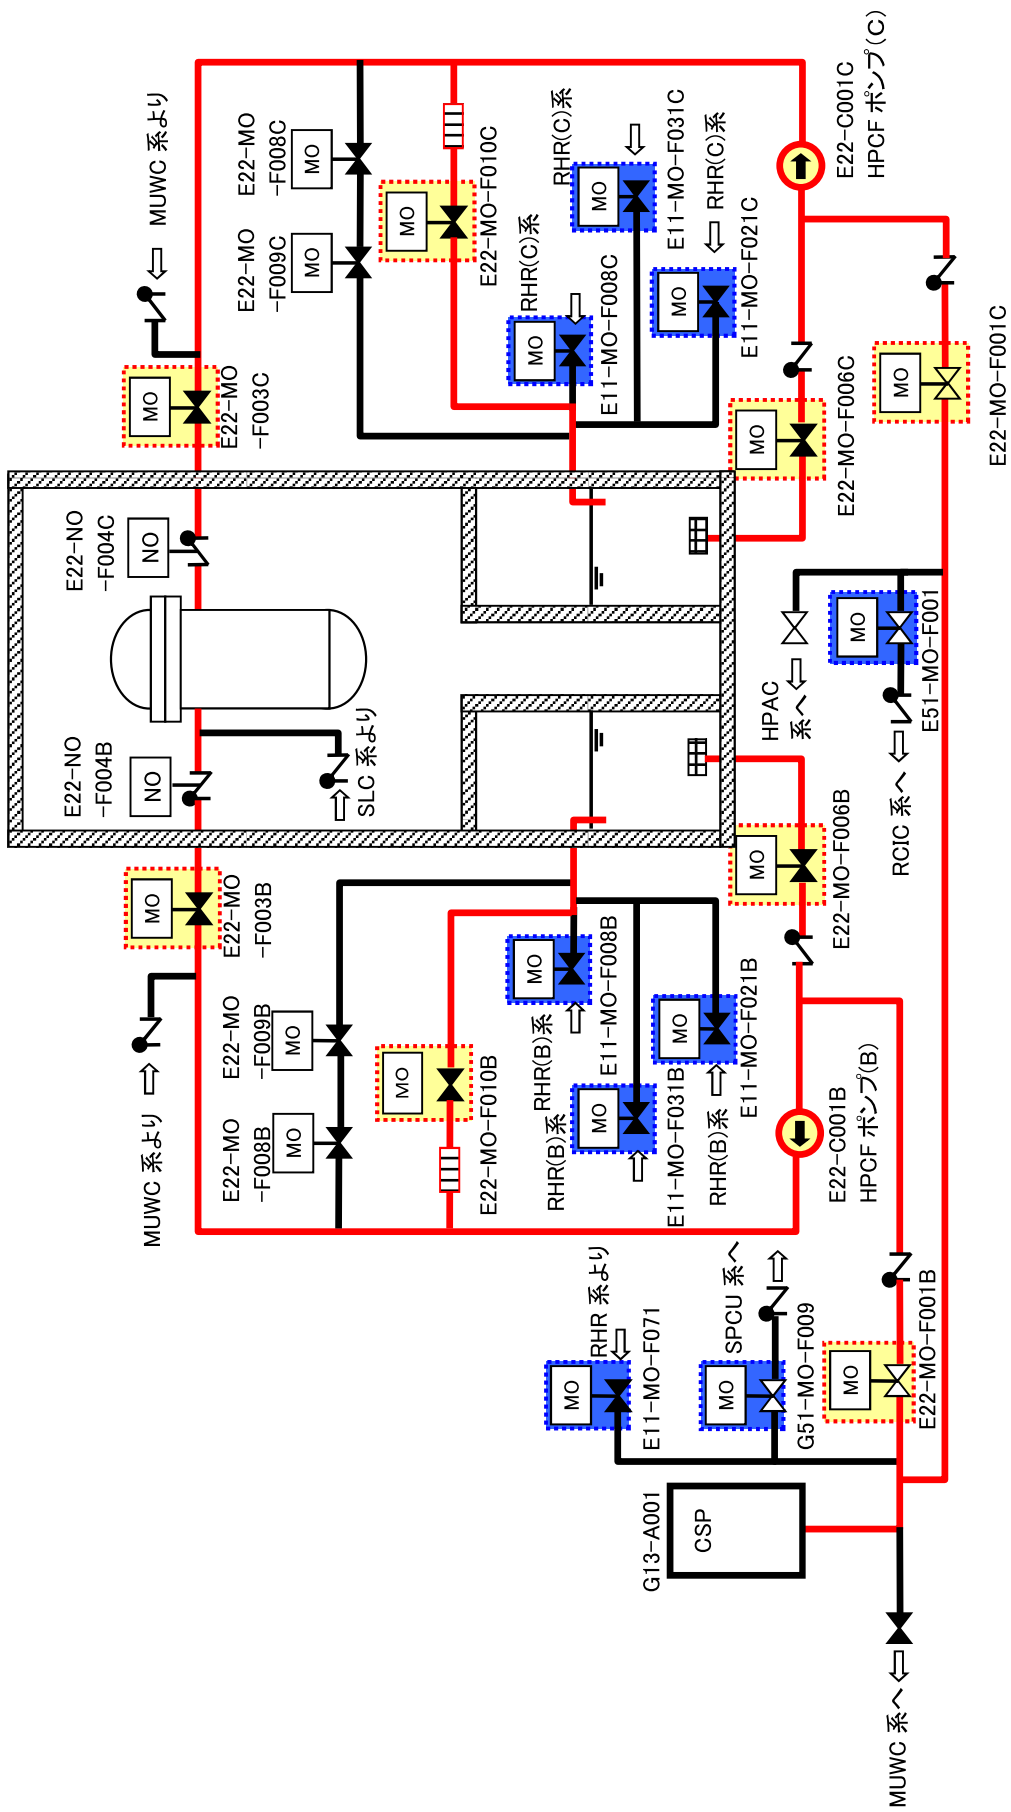 MUWC 系より
E22-MO
-F003B
E22-NO
-F004B
NO
SLC 系より
E22-NO
-F004C
NO
E22-MO
-F003C
MO
MUWC 系より
MO
E22-MO
-F008B
MO
E22-MO
-F009B
MO
E22-MO
-F009C
MO
E22-MO
-F008C
MO
MO
E22-MO-F010B
MO
E22-MO-F010C
RHR(B)系
MO
E11-MO-F008B
RHR(C)系
MO
E11-MO-F008C
RHR(B)系
MO
E11-MO-F031B
RHR(C)系
MO
E11-MO-F031C
RHR(B)系
MO
E11-MO-F021B
RHR(C)系
MO
E11-MO-F021C
RHR 系より
MO
E11-MO-F071
SPCU 系へ
MO
G51-MO-F009
G13-A001
CSP
E22-C001B
HPCF ポンプ(B)
MO
E22-MO-F006B
HPAC
系へ
MO
E22-MO-F006C
E22-C001C
HPCF ポンプ(C)
MO
E22-MO-F001B
RCIC 系へ
MO
E51-MO-F001
MO
E22-MO-F001C
MUWC 系へ